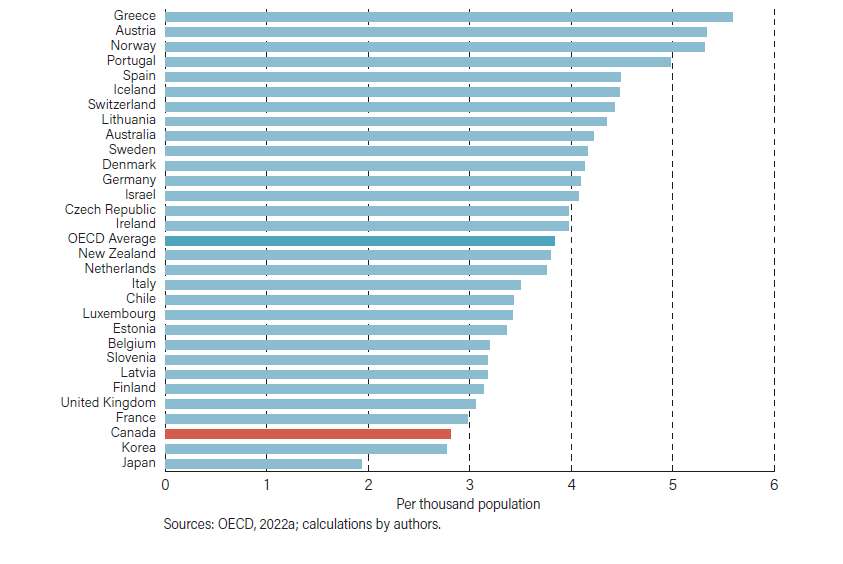 Greece
Austria
Norway
Portugal
Spain
Iceland
Switzerland
Lithuania
Australia
Sweden
Denmark
Germany
Israel
Czech Republic
Ireland
OECD Average
New Zealand
Netherlands
Italy
Chile
Luxembourg
Estonia
Belgium
Slovenia
Latvia
Finland
United Kingdom
France
Canada
Korea
Japan
0 1 2 3 4 5 6
Per thousand population
Sources: OECD, 2022a; calculations by authors.